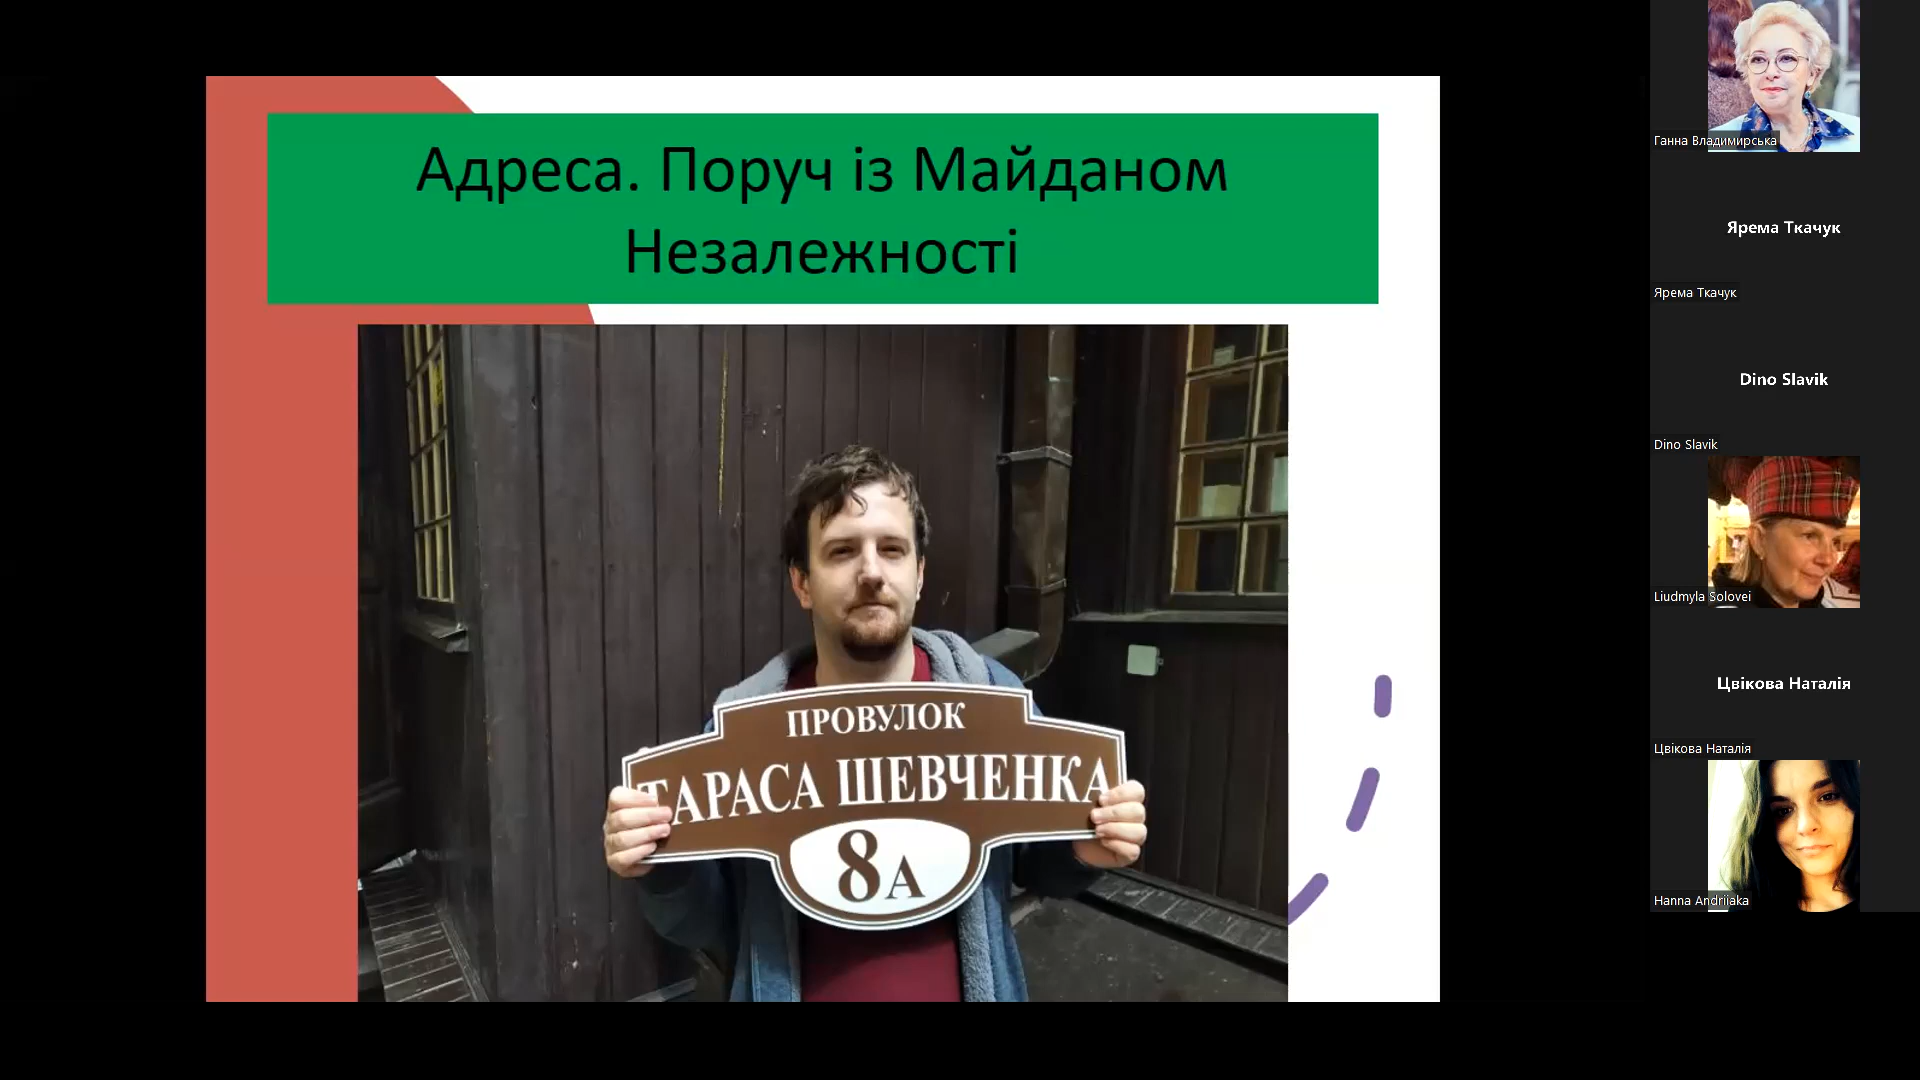 Адреса. Поруч із Майданом
Незалежності
ПРОВУЛОК
ТАРАСА ШЕВЧЕНКА
8А
Ганна Владимирська
Ярема Ткачук
Ярема Ткачук
Dino Slavik
Dino Slavik
Liudmyla Solovei
Цвікова Наталія
Цвікова Наталія
Hanna Andriiaka